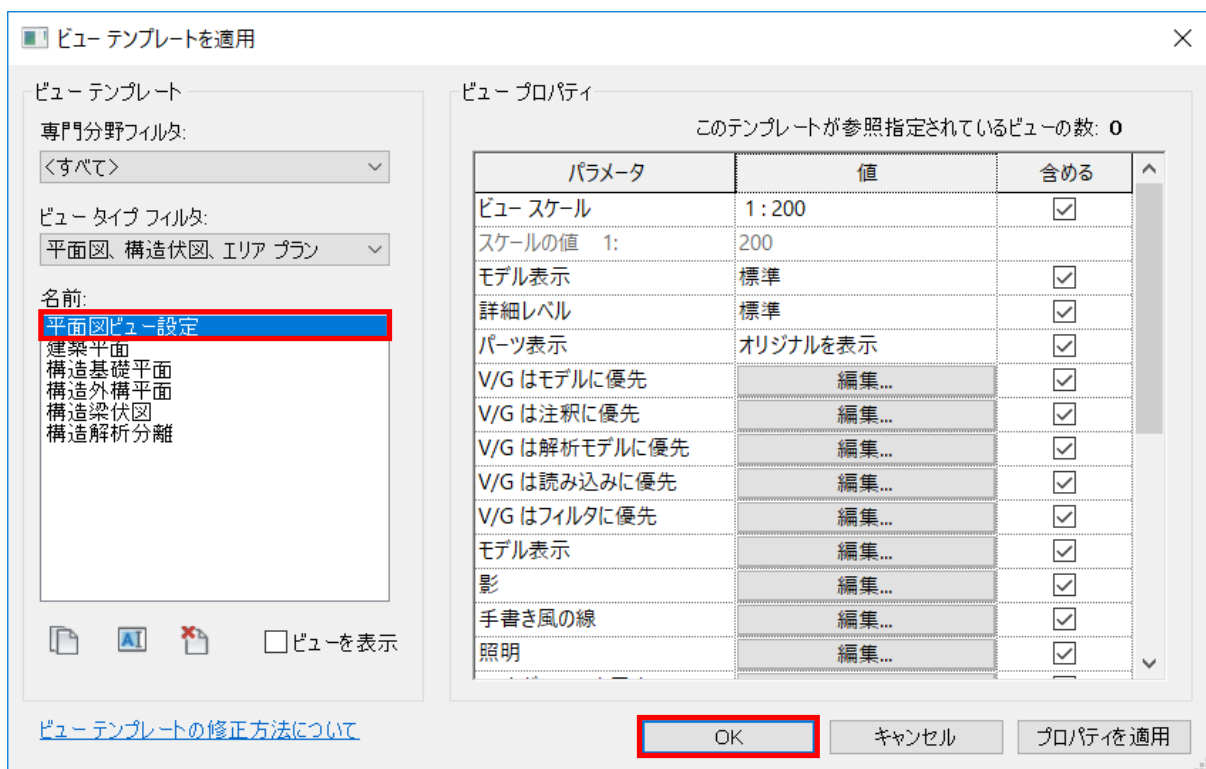 ビュー テンプレートを適用
ビュー テンプレート
専門分野フィルタ:
<すべて>
ビュー タイプ フィルタ:
平面図、構造伏図、エリア プラン
名前:
平面図ビュー設定
建築平面
構造基礎平面
構造外構平面
構造梁伏図
構造解析分離
ビューを表示
ビュー テンプレートの修正方法について
ビュー プロパティ
このテンプレートが参照指定されているビューの数: 0
パラメータ 値 含める
ビュー スケール 1 : 200
スケールの値 1: 200
モデル表示 標準
詳細レベル 標準
パーツ表示 オリジナルを表示
V/G はモデルに優先 編集...
V/G は注釈に優先 編集...
V/G は解析モデルに優先 編集...
V/G は読み込みに優先 編集...
V/G はフィルタに優先 編集...
モデル表示 編集...
影 編集...
手書き風の線 編集...
照明 編集...
OK キャンセル プロパティを適用